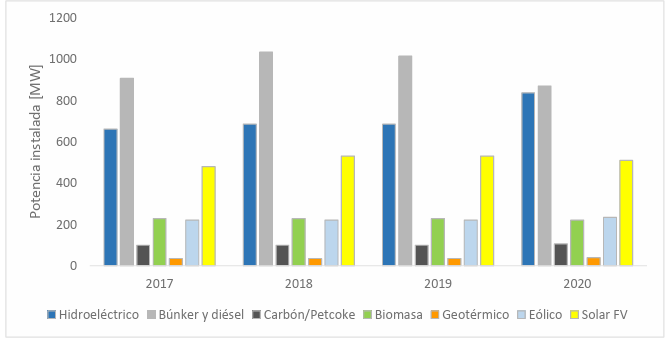 1200
1000
800
600
400
200
0
Potencia instalada [MW]
2017 2018 2019 2020
Hidroeléctrico Búnker y diésel Carbón/Petcoke Biomasa Geotérmico Eólico Solar FV